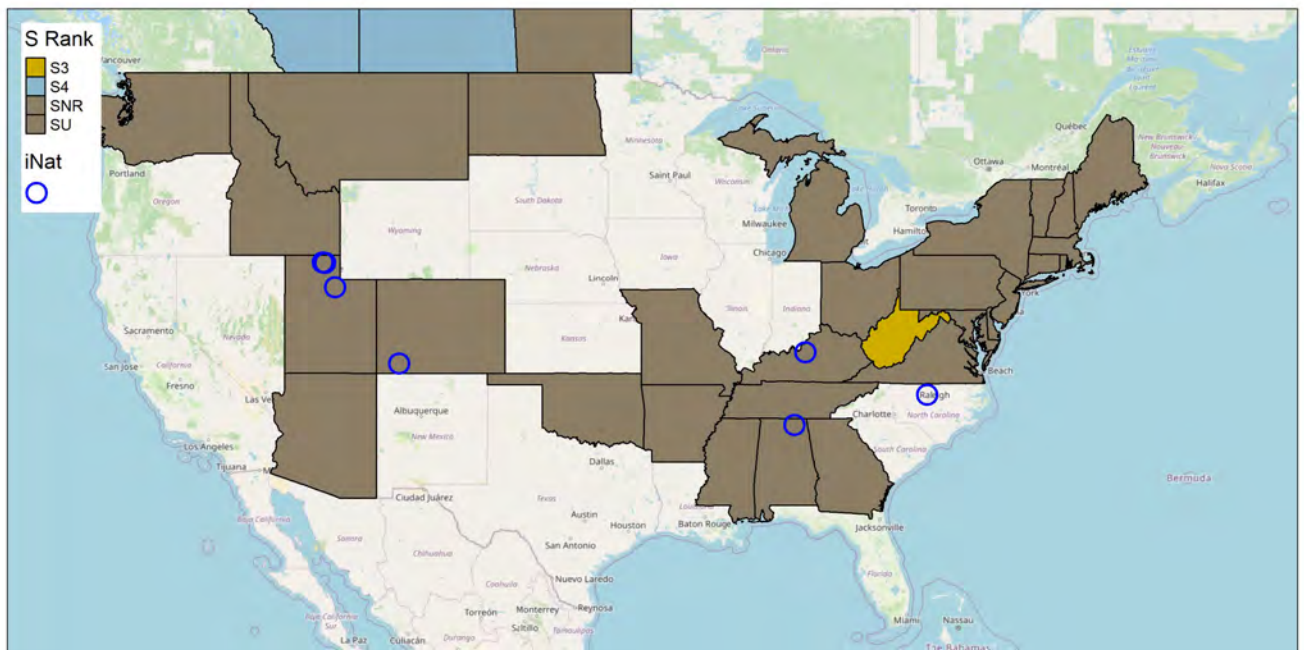 S Rank
S3
S4
SNR
SU
iNat
Vancouver
Ontario
Québec
New Brunswick-
Nouveau-
Brunswick
Nova Scotia
Halifax
Ottawa
Montréal
Portland
Oregon
Minnesota
Saint Paul
Wisconsin
South Dakota
Toronto
Hamilton
Milwaukee
Chicago
Wyoming
Iowa
Nebraska
Lincoln
Illinois
Indiana
York
Sacramento
Nevada
San Jose
California
Fresno
Kansas
Beach
Las Ve
Albuquerque
New Mexico
Raleigh
Charlotte
North Carolina
South Carolina
Los Angeles
Tijuana
Dallas
Bermuda
Ciudad Juárez
Texas
Baja California
Sonora
Austin
Houston
Baton Rouge
Jacksonville
Chihuahua
San Antonio
Florida
Coahuila
Nuevo Laredo
Torreón
Monterrey
Reynosa
La Paz
Culiacán
Durango
Saltillo
Tamaulipas
Miami
Nassau
The Bahamas